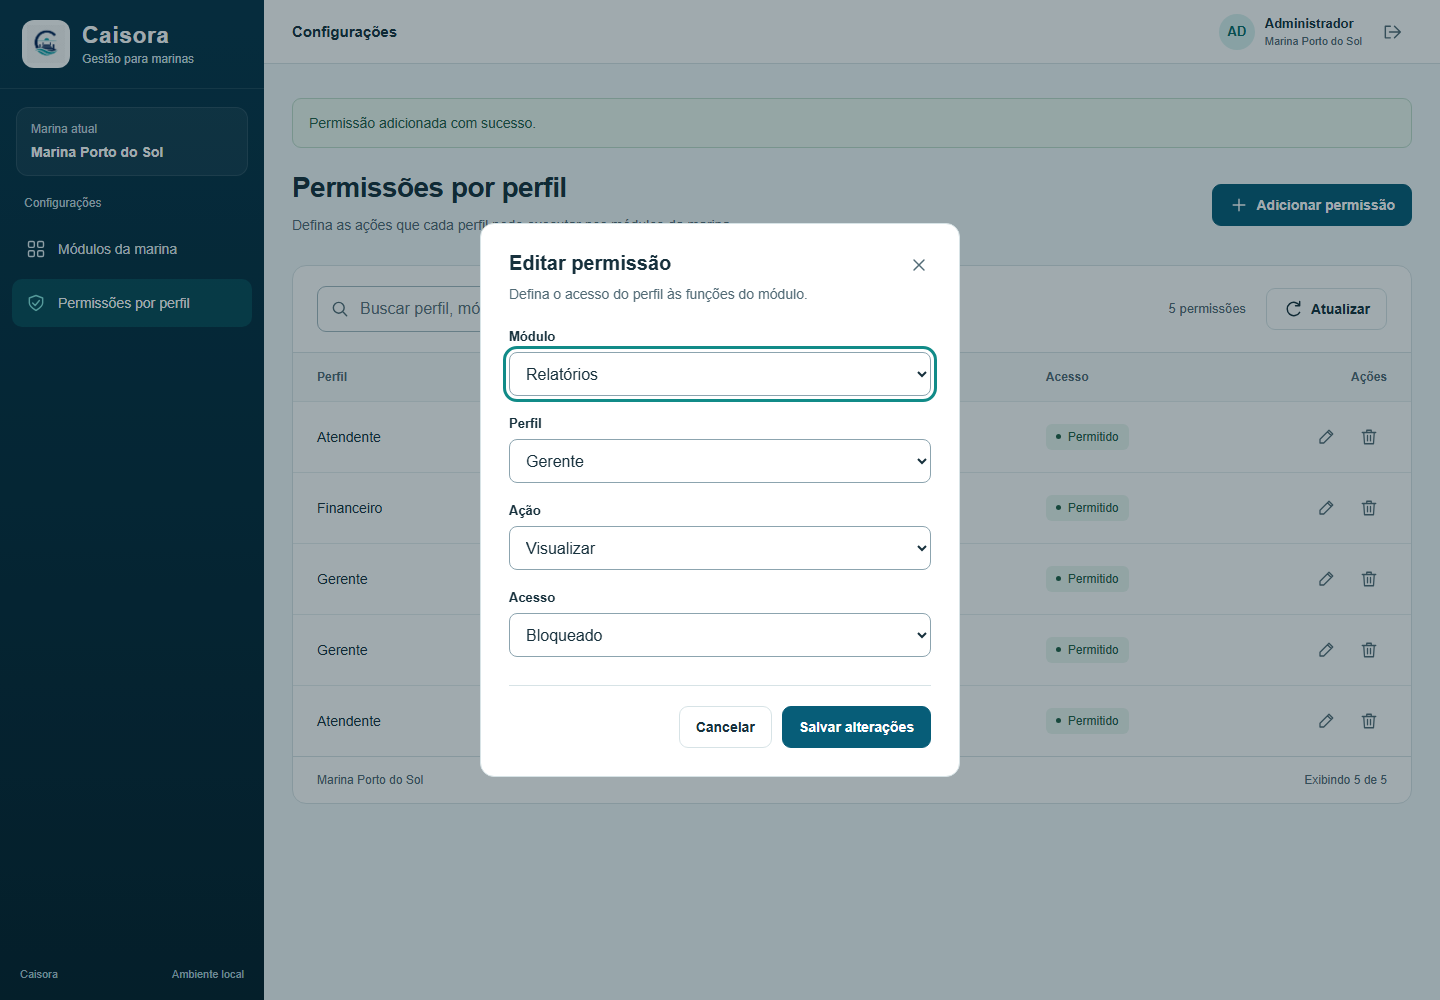 Caisora
Gestão para marinas
Configurações
AD
Administrador
Marina Porto do Sol
Marina atual
Marina Porto do Sol
Configurações
Módulos da marina
Permissões por perfil
Permissão adicionada com sucesso.
Permissões por perfil
Defina as ações que cada perfil
Adicionar permissão
Buscar perfil, mó
5 permissões
Atualizar
Perfil
Acesso
Ações
Atendente
Permitido
Financeiro
Permitido
Gerente
Permitido
Gerente
Permitido
Atendente
Permitido
Marina Porto do Sol
Exibindo 5 de 5
Editar permissão
Defina o acesso do perfil às funções do módulo.
Módulo
Relatórios
Perfil
Gerente
Ação
Visualizar
Acesso
Bloqueado
Cancelar
Salvar alterações
Caisora
Ambiente local